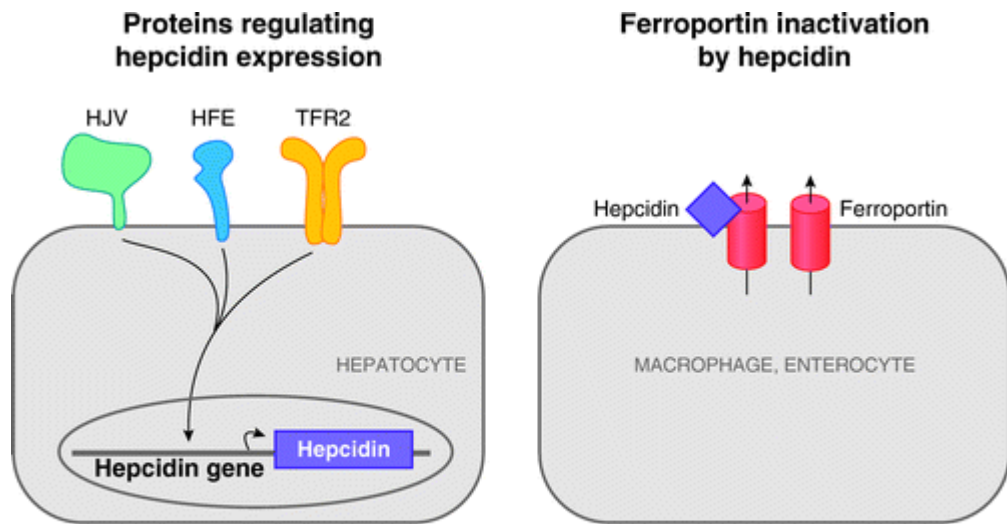 Proteins regulating
hepcidin expression
HJV
HFE
TFR2
HEPATOCYTE
Hepcidin
Hepcidin gene
Ferroportin inactivation
by hepcidin
Hepcidin
Ferroportin
MACROPHAGE, ENTEROCYTE